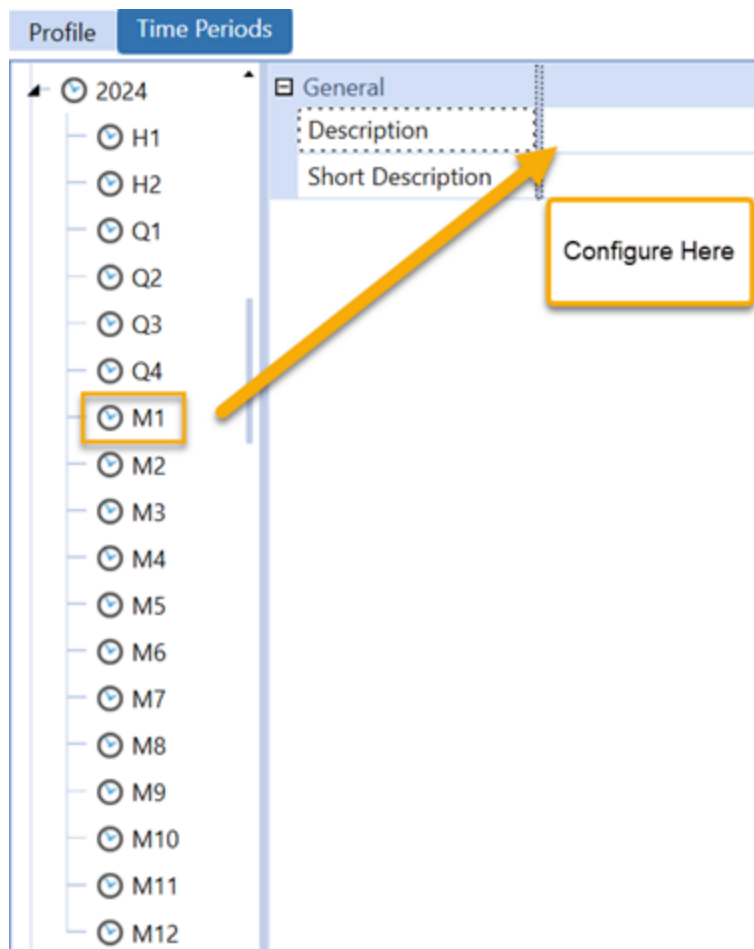 Profile
Time Periods
2024
H1
H2
Q1
Q2
Q3
Q4
M1
M2
M3
M4
M5
M6
M7
M8
M9
M10
M11
M12
General
Description
Short Description
Configure Here